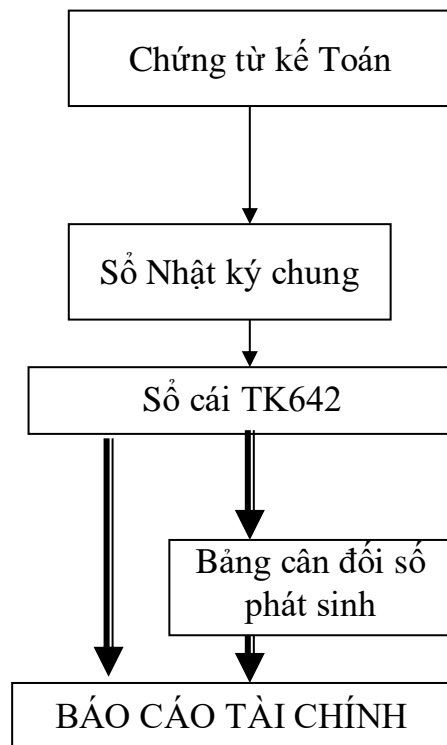 Chứng từ kế Toán
Sổ Nhật ký chung
Sổ cái TK642
Bảng cân đối số
phát sinh
BÁO CÁO TÀI CHÍNH